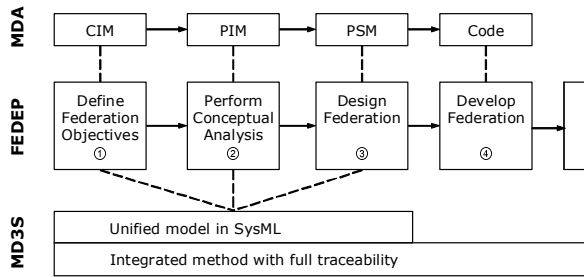 MDA
CIM
PIM
PSM
Code
FEDEP
Define
Federation
Objectives
①
Perform
Conceptual
Analysis
②
Design
Federation
③
Develop
Federation
④
MD3S
Unified model in SysML
Integrated method with full traceability